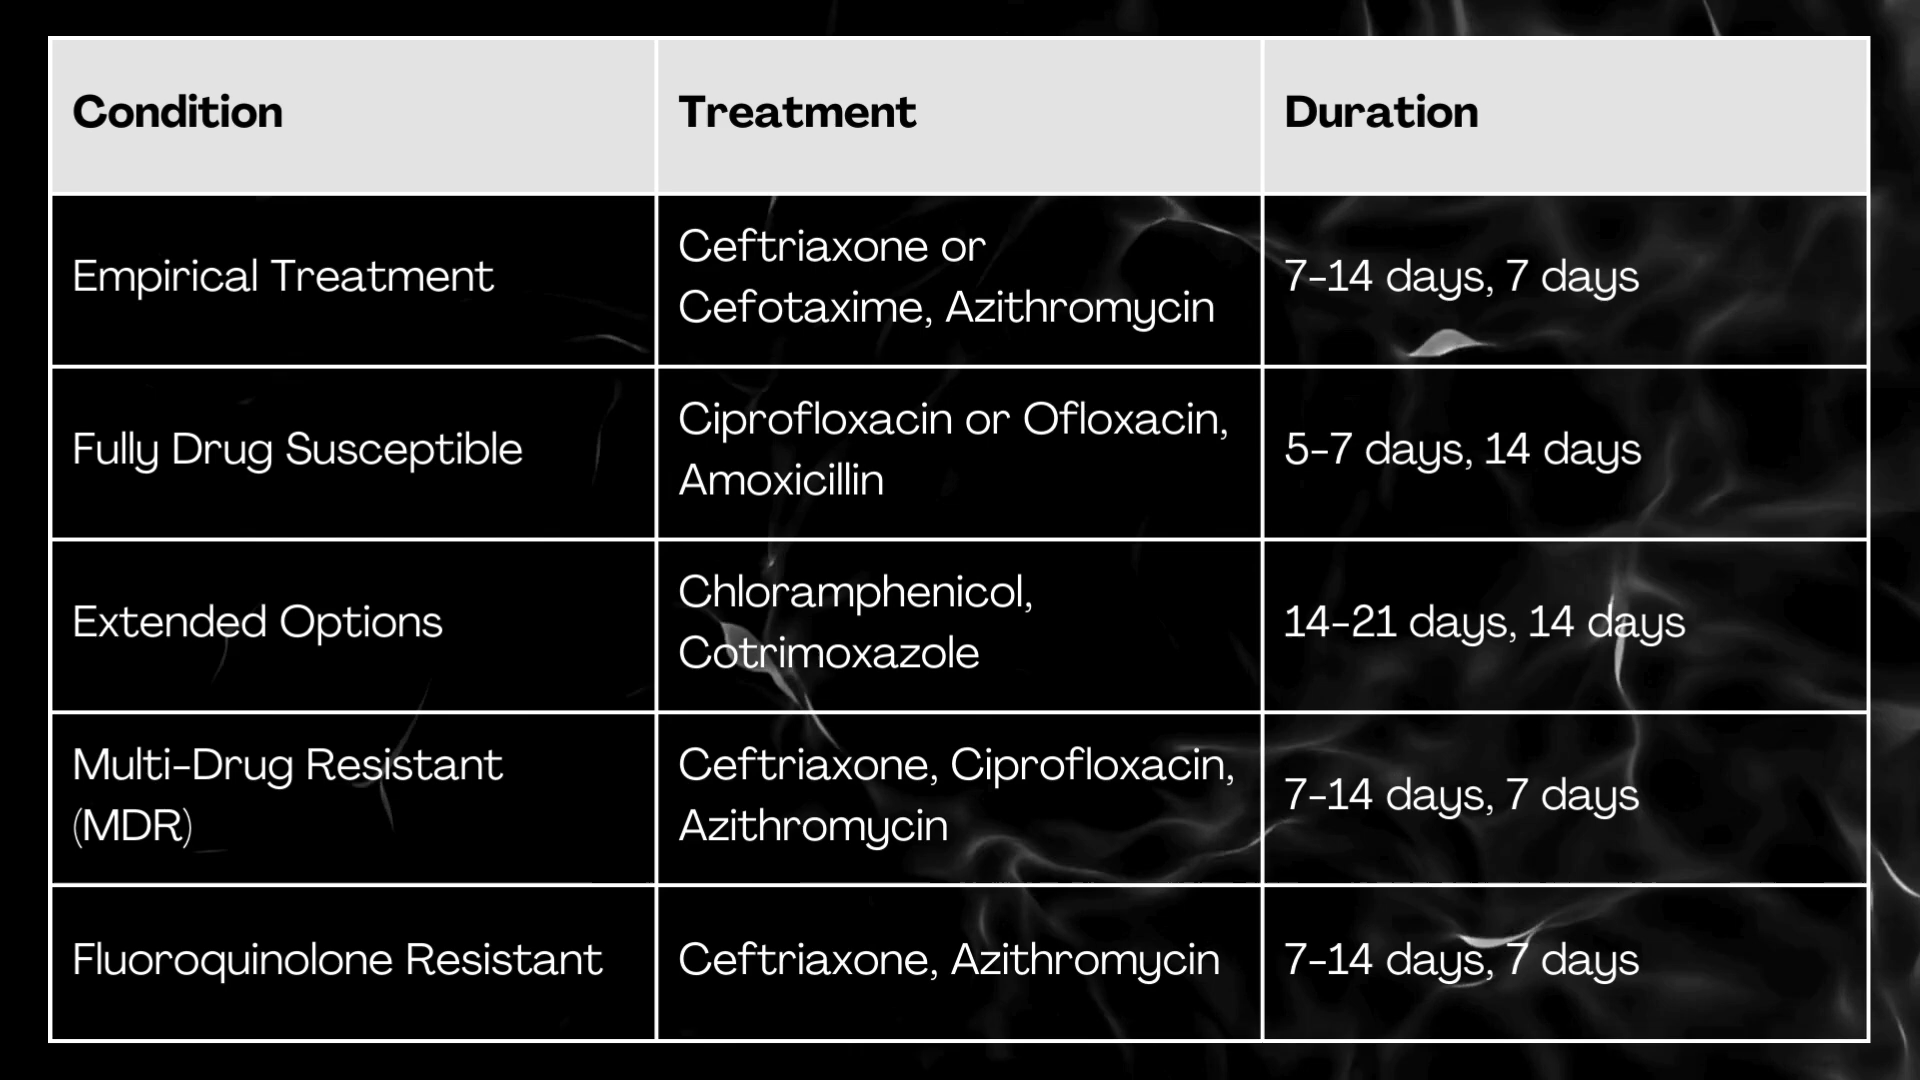 Condition
Treatment
Duration
Empirical Treatment
Ceftriaxone or
Cefotaxime, Azithromycin
7-14 days, 7 days
Fully Drug Susceptible
Ciprofloxacin or Ofloxacin,
Amoxicillin
5-7 days, 14 days
Extended Options
Chloramphenicol,
Cotrimoxazole
14-21 days, 14 days
Multi-Drug Resistant
(MDR)
Ceftriaxone, Ciprofloxacin,
Azithromycin
7-14 days, 7 days
Fluoroquinolone Resistant
Ceftriaxone, Azithromycin
7-14 days, 7 days